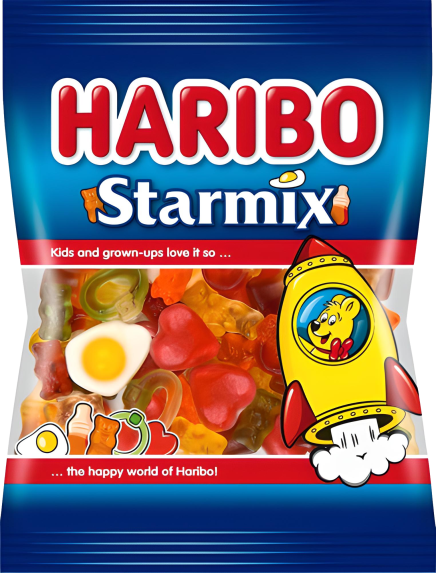 HARIBO
Starmix
Kids and grown-ups love it so ...
... the happy world of Haribo!